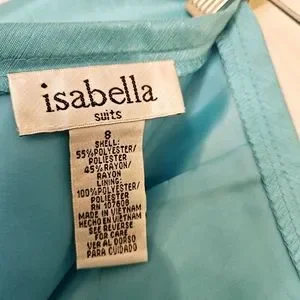 isabella
suits
8
SHELL:
55%POLYESTER/
POLIESTER
45%RAYON/
RAYON
LINING:
100%POLYESTER/
POLIESTER
RN 107608
MADE IN VIETNAM
HECHO EN VIETNAM
SEE REVERSE
FOR CARE
VER AL DORSO
PARA CUIDADO